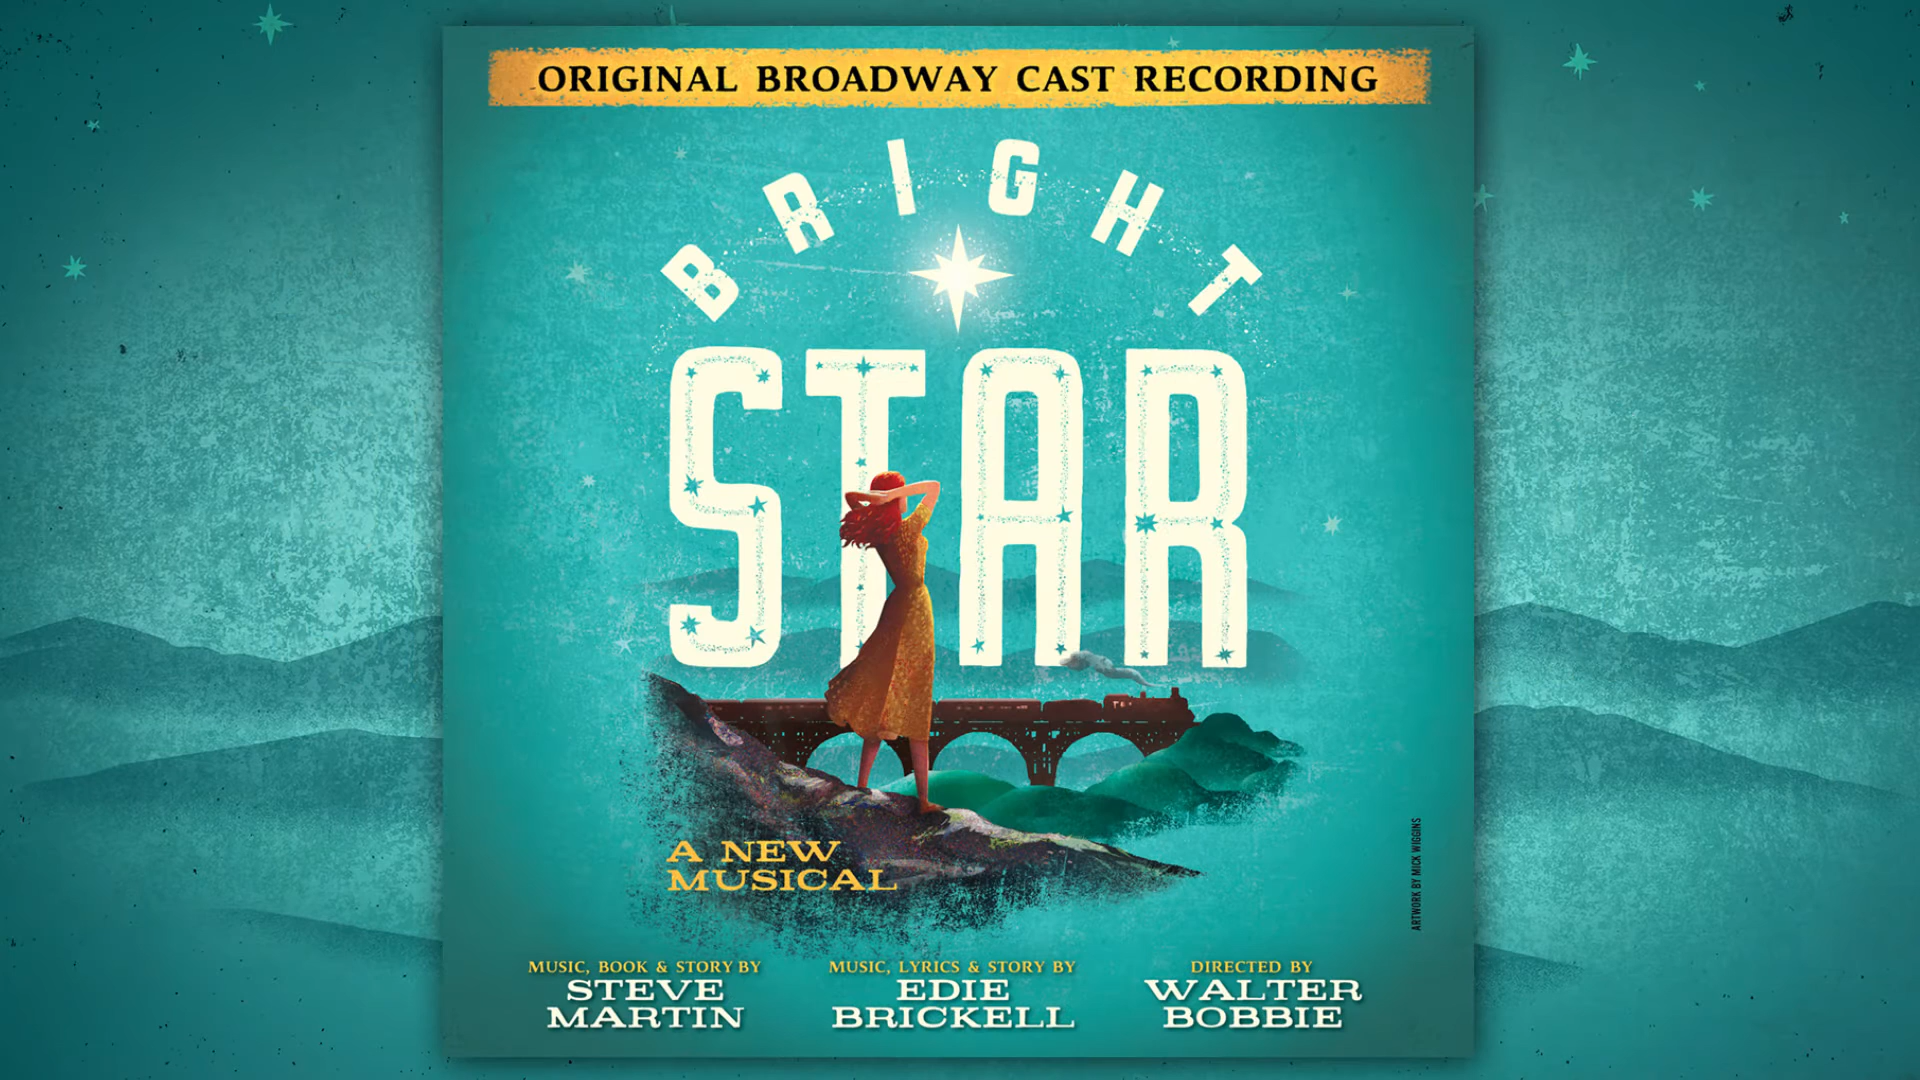 ORIGINAL BROADWAY CAST RECORDING
BRIGHT
STAR
A NEW
MUSICAL
ARTWORK BY MICK WIGGINS
MUSIC, BOOK & STORY BY
STEVE
MARTIN
MUSIC, LYRICS & STORY BY
EDIE
BRICKELL
DIRECTED BY
WALTER
BOBBIE